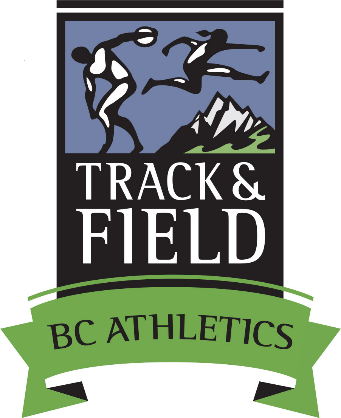 TRACK &
FIELD
BC ATHLETICS